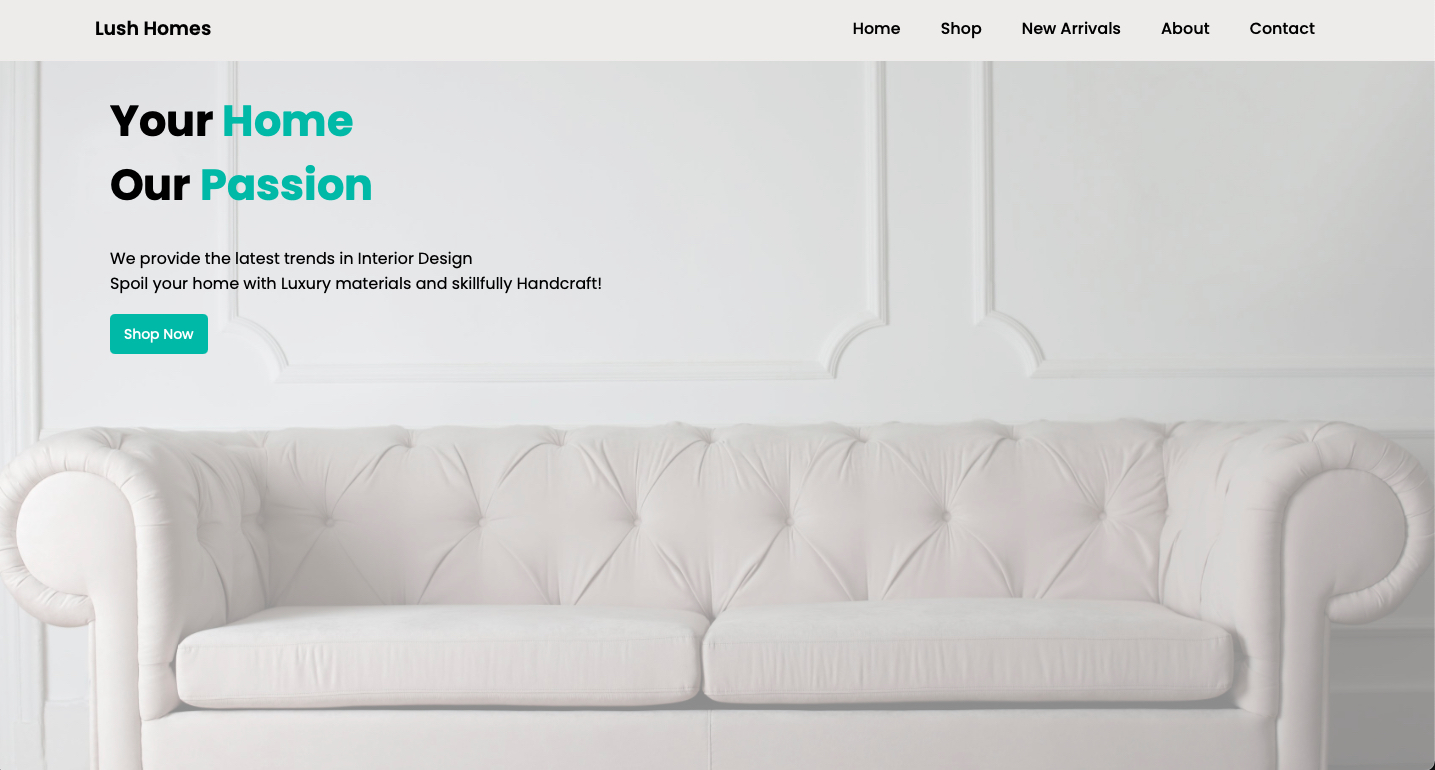 Lush Homes
Home Shop New Arrivals About Contact
Your Home
Our Passion
We provide the latest trends in Interior Design
Spoil your home with Luxury materials and skillfully Handcraft!
Shop Now